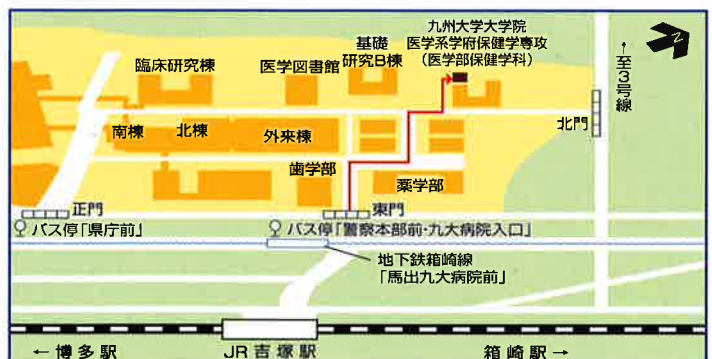 九州大学大学院
医学系学府保健学専攻
(医学部保健学科)
基礎
研究B棟
臨床研究棟
医学図書館
←至3号線
N
南棟
北棟
外来棟
北門
歯学部
薬学部
正門
東門
バス停「県庁前」
バス停「警察本部前・九大病院入口」
地下鉄箱崎線
「馬出九大病院前」
←博多駅
JR吉塚駅
箱崎駅→